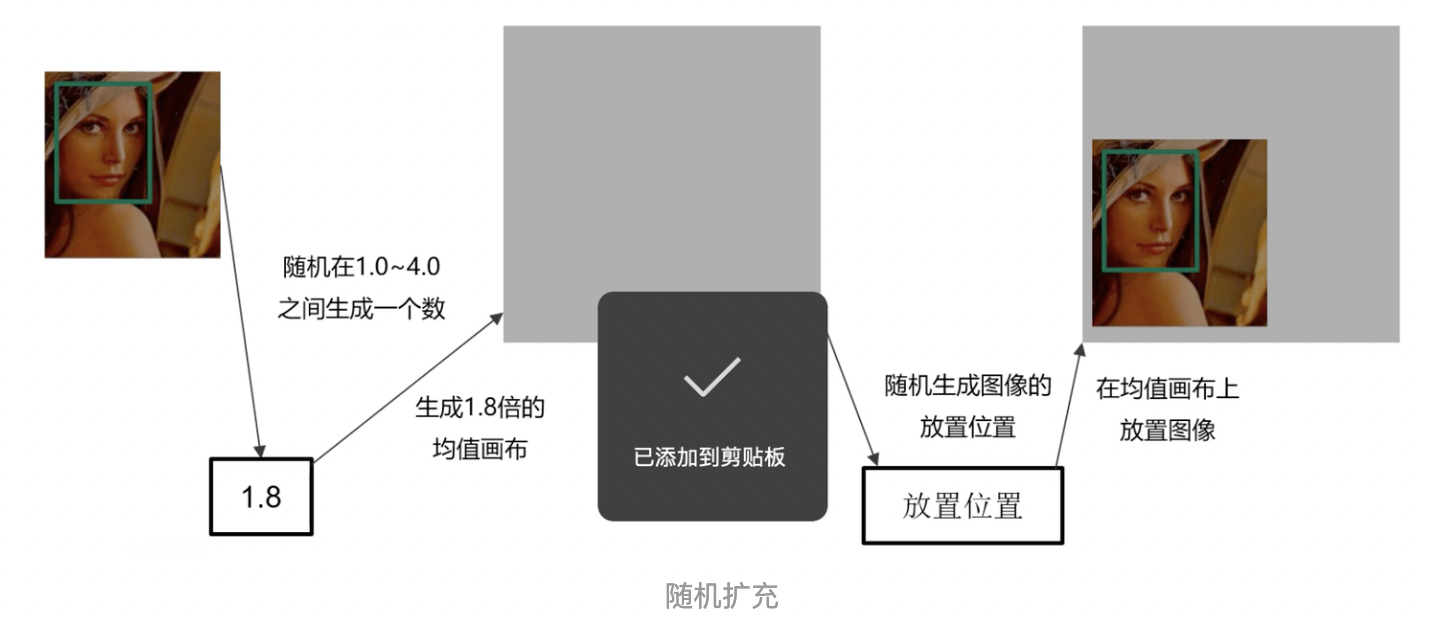 随机在1.0~4.0
之间生成一个数
生成1.8倍的
均值画布
1.8
已添加到剪贴板
随机生成图像的
放置位置
放置位置
在均值画布上
放置图像
随机扩充